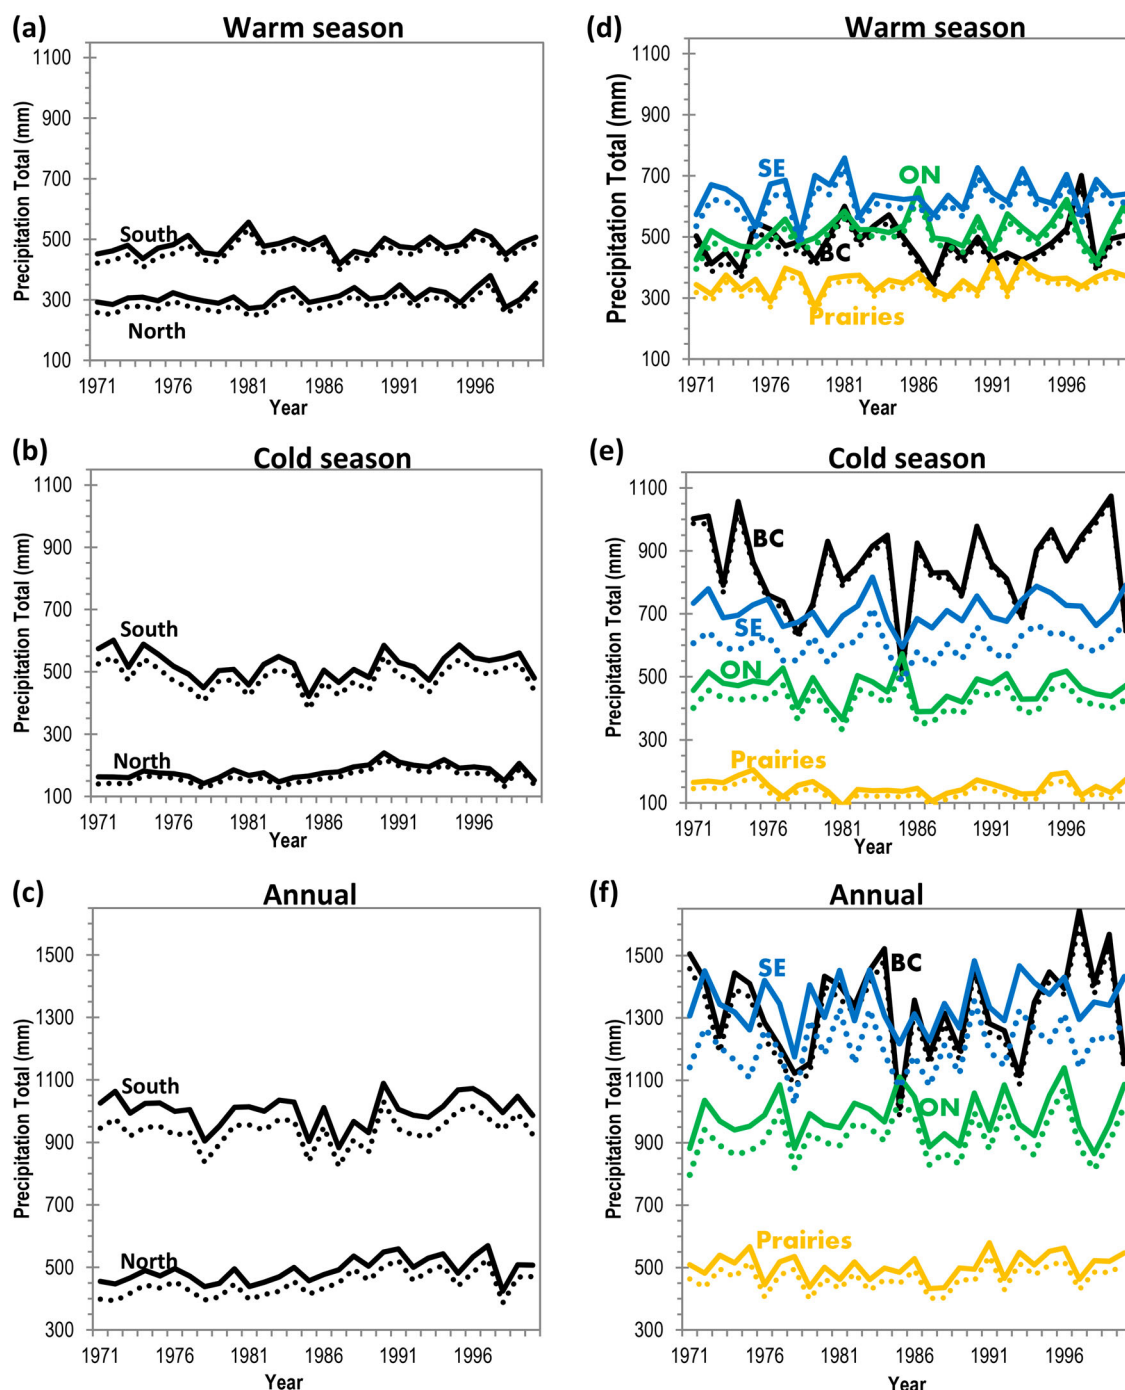 (a) Warm season
1100
900
700
500
300
100
Precipitation Total (mm)
South
North
1971 1976 1981 1986 1991 1996
Year
(d) Warm season
1100
900
700
500
300
100
Precipitation Total (mm)
SE
ON
BC
Prairies
1971 1976 1981 1986 1991 1996
Year
(b) Cold season
1100
900
700
500
300
100
Precipitation Total (mm)
South
North
1971 1976 1981 1986 1991 1996
Year
(e) Cold season
1100
900
700
500
300
100
Precipitation Total (mm)
BC
SE
ON
Prairies
1971 1976 1981 1986 1991 1996
Year
(c) Annual
1500
1300
1100
900
700
500
300
Precipitation Total (mm)
South
North
1971 1976 1981 1986 1991 1996
Year
(f) Annual
1500
1300
1100
900
700
500
300
Precipitation Total (mm)
SE
BC
ON
Prairies
1971 1976 1981 1986 1991 1996
Year